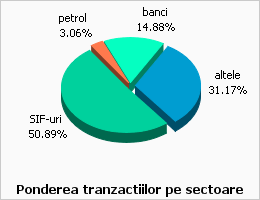 banci
14.88%
petrol
3.06%
altele
31.17%
SIF-uri
50.89%
Ponderea tranzactiilor pe sectoare